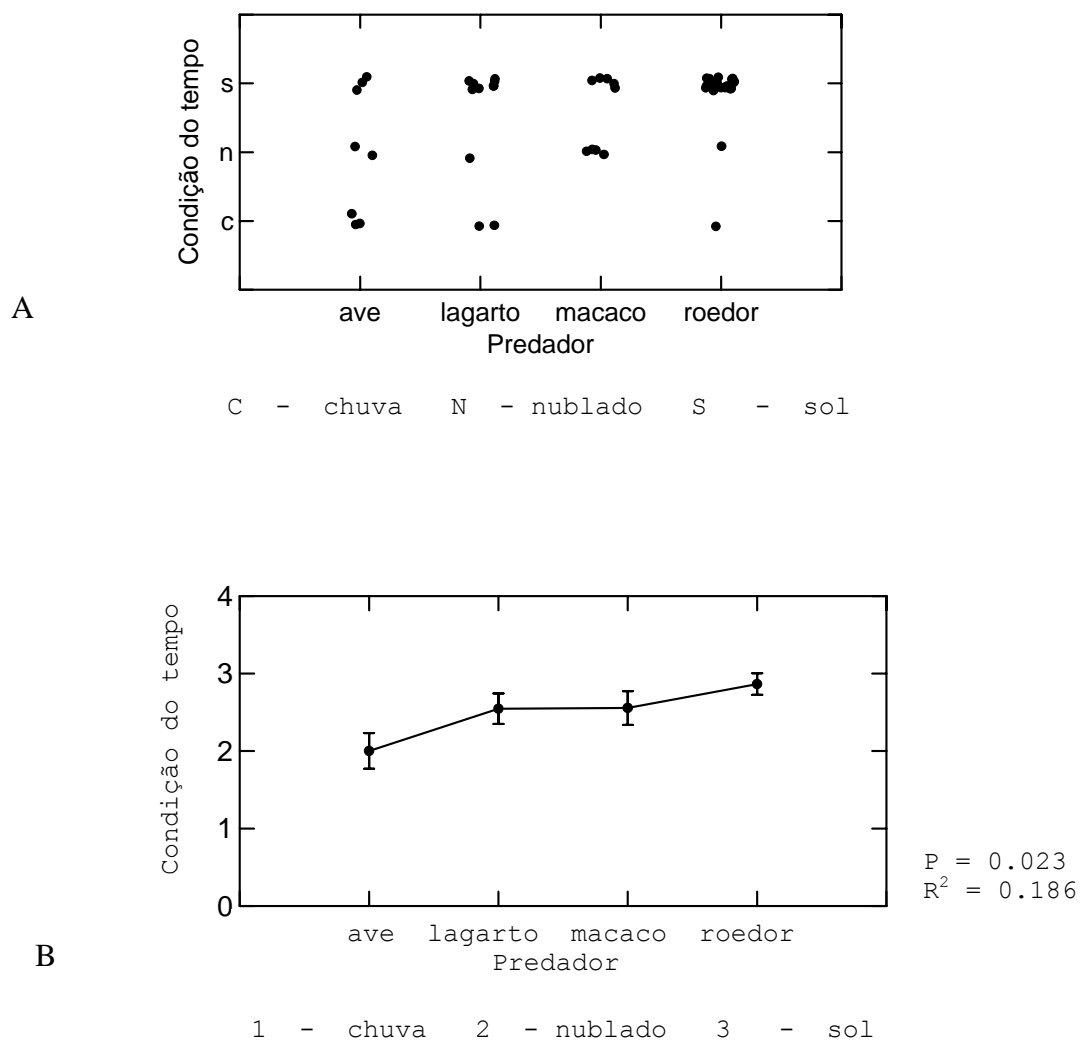 Condição do tempo
s
n
c
A
ave lagarto macaco roedor
Predador
C - chuva N - nublado S - sol
Condição do tempo
4
3
2
1
0
P = 0.023
R² = 0.186
ave lagarto macaco roedor
B
Predador
1 - chuva 2 - nublado 3 - sol